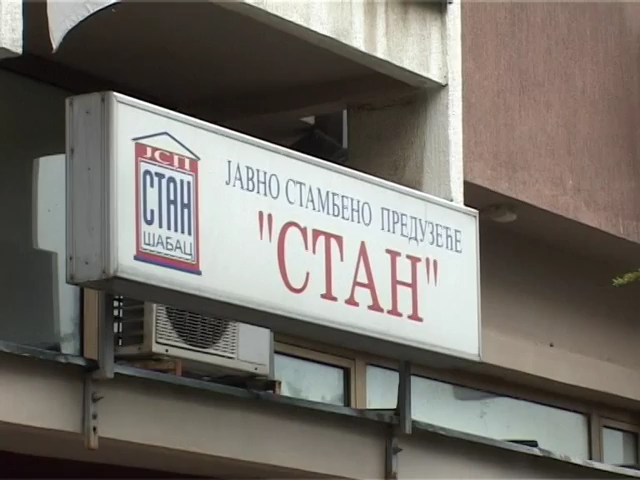 ЈСП
СТАН
ШАБАЦ
ЈАВНО СТАМБЕНО ПРЕДУЗЕЋЕ
"СТАН"